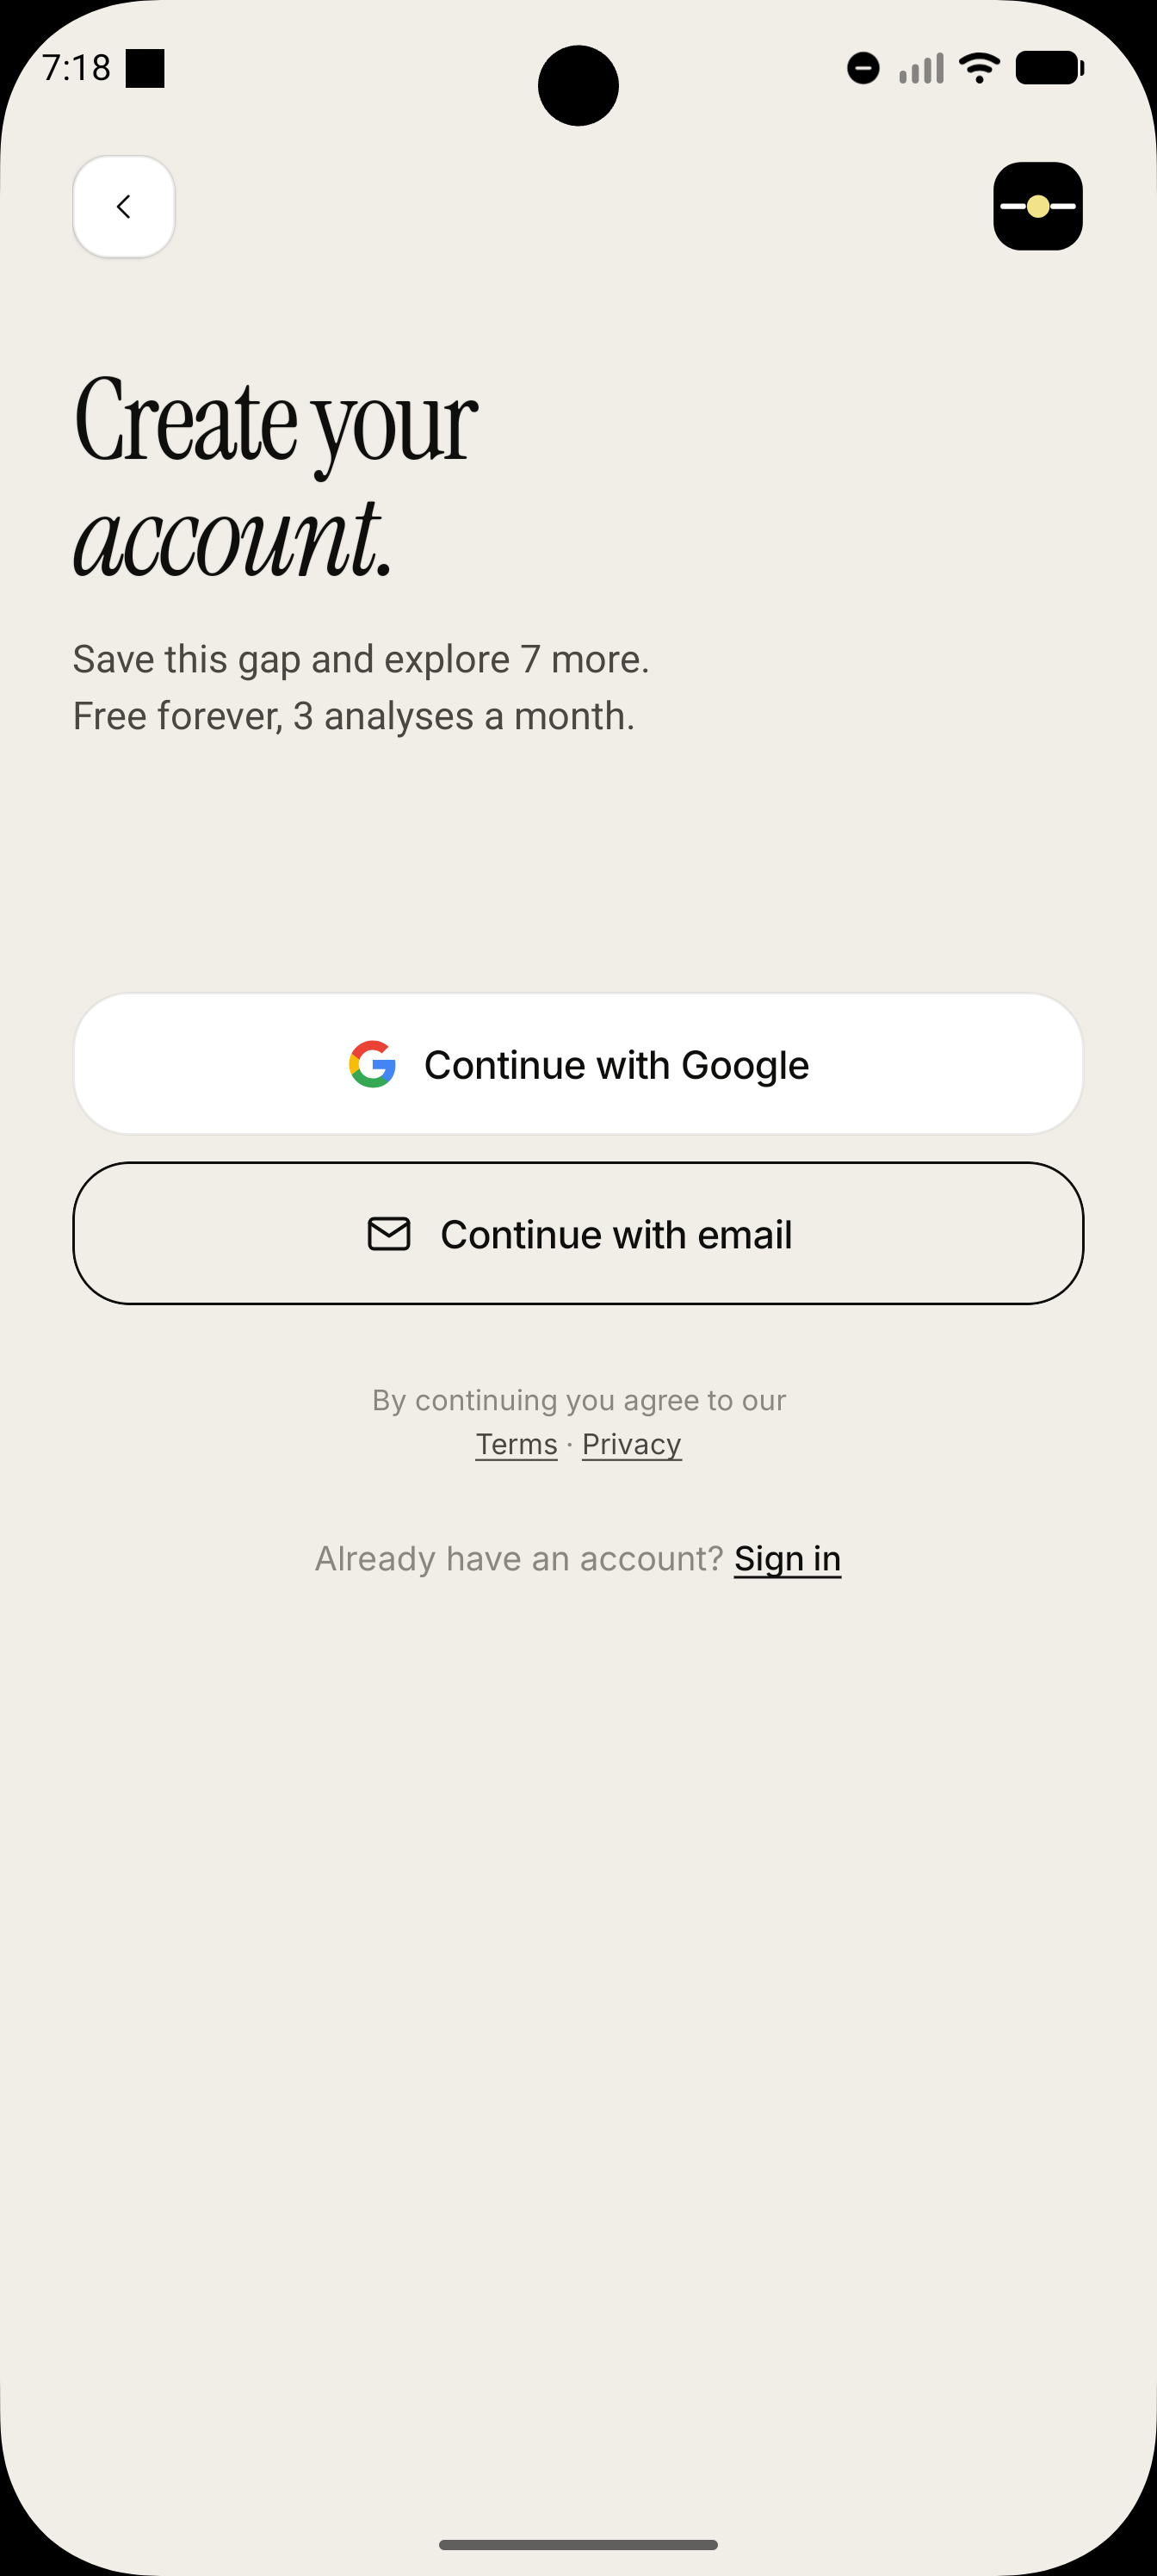 7:18
Create your
account.
Save this gap and explore 7 more.
Free forever, 3 analyses a month.
Continue with Google
Continue with email
By continuing you agree to our
Terms · Privacy
Already have an account? Sign in